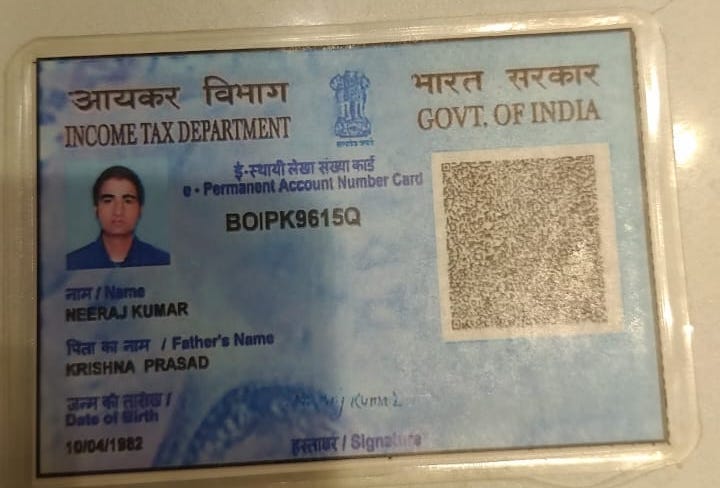 आयकर विभाग
INCOME TAX DEPARTMENT
भारत सरकार
GOVT. OF INDIA
सत्यमेव जयते
ई-स्थायी लेखा संख्या कार्ड
e - Permanent Account Number Card
BOIPK9615Q
नाम / Name
NEERAJ KUMAR
पिता का नाम / Father's Name
KRISHNA PRASAD
जन्म की तारीख /
Date of Birth
10/04/1982
हस्ताक्षर / Signature